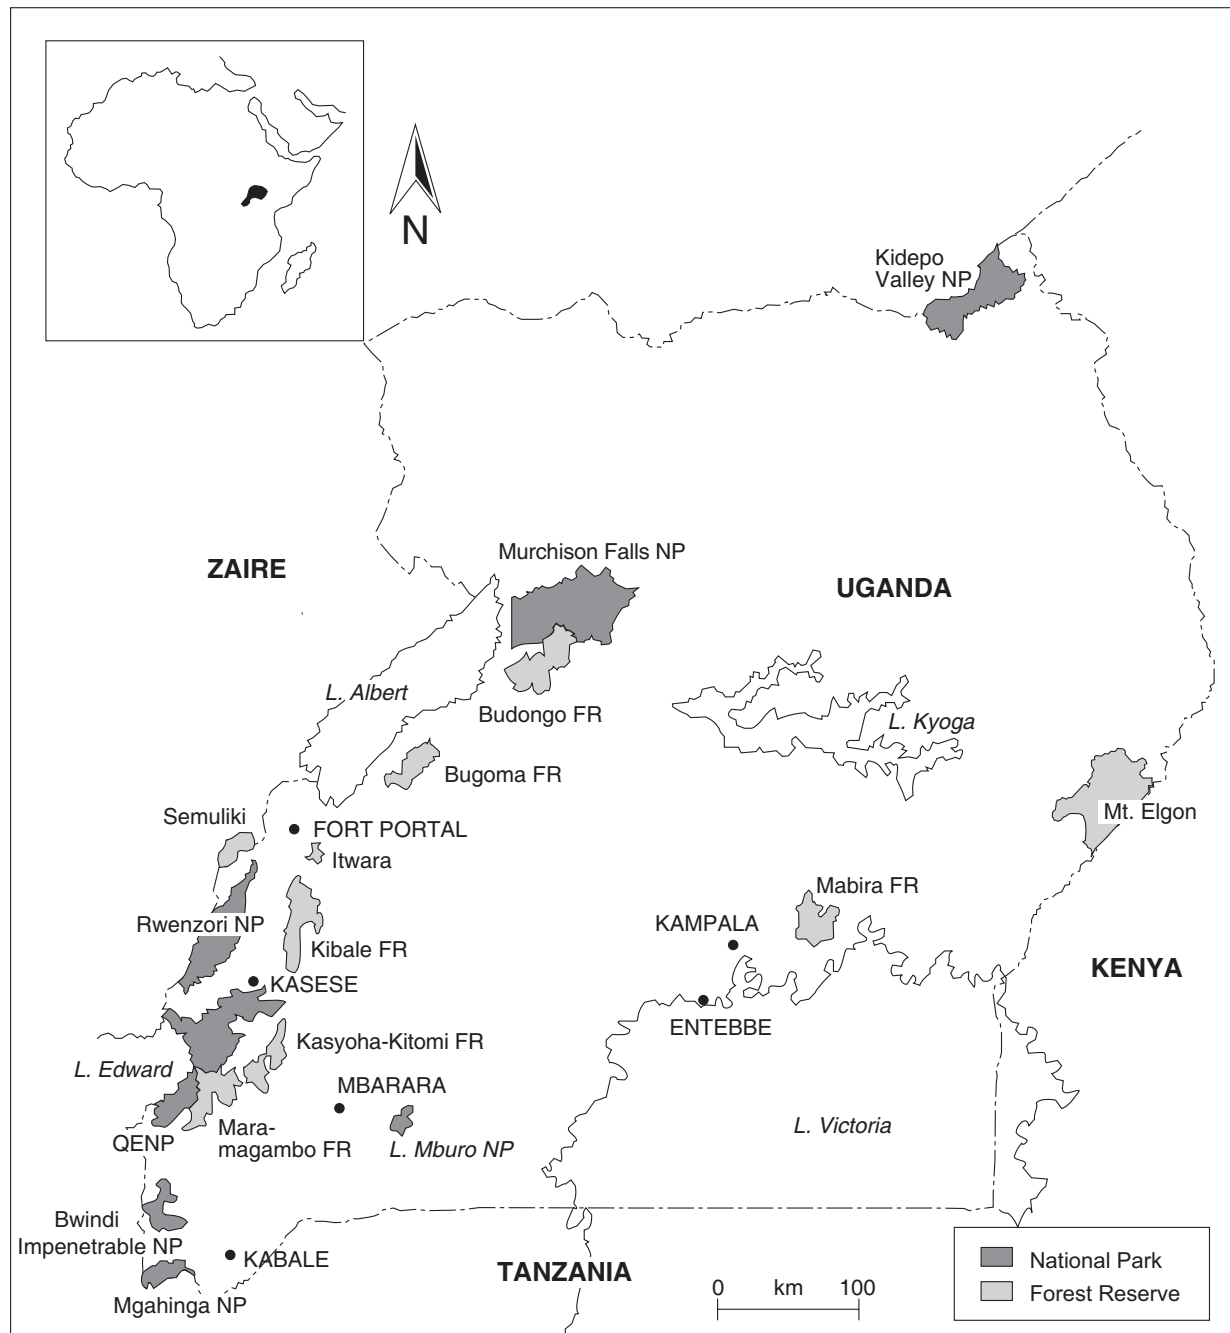 N
Kidepo
Valley NP
ZAIRE
Murchison Falls NP
UGANDA
L. Albert
Budongo FR
L. Kyoga
Bugoma FR
Semuliki
FORT PORTAL
Itwara
Mt. Elgon
Mabira FR
Rwenzori NP
KAMPALA
Kibale FR
KASESE
KENYA
ENTEBBE
Kasyoha-Kitomi FR
L. Edward
MBARARA
L. Victoria
QENP
Mara-
magambo FR
L. Mburo NP
Bwindi
Impenetrable NP
KABALE
TANZANIA
Mgahinga NP
0 km 100
National Park
Forest Reserve